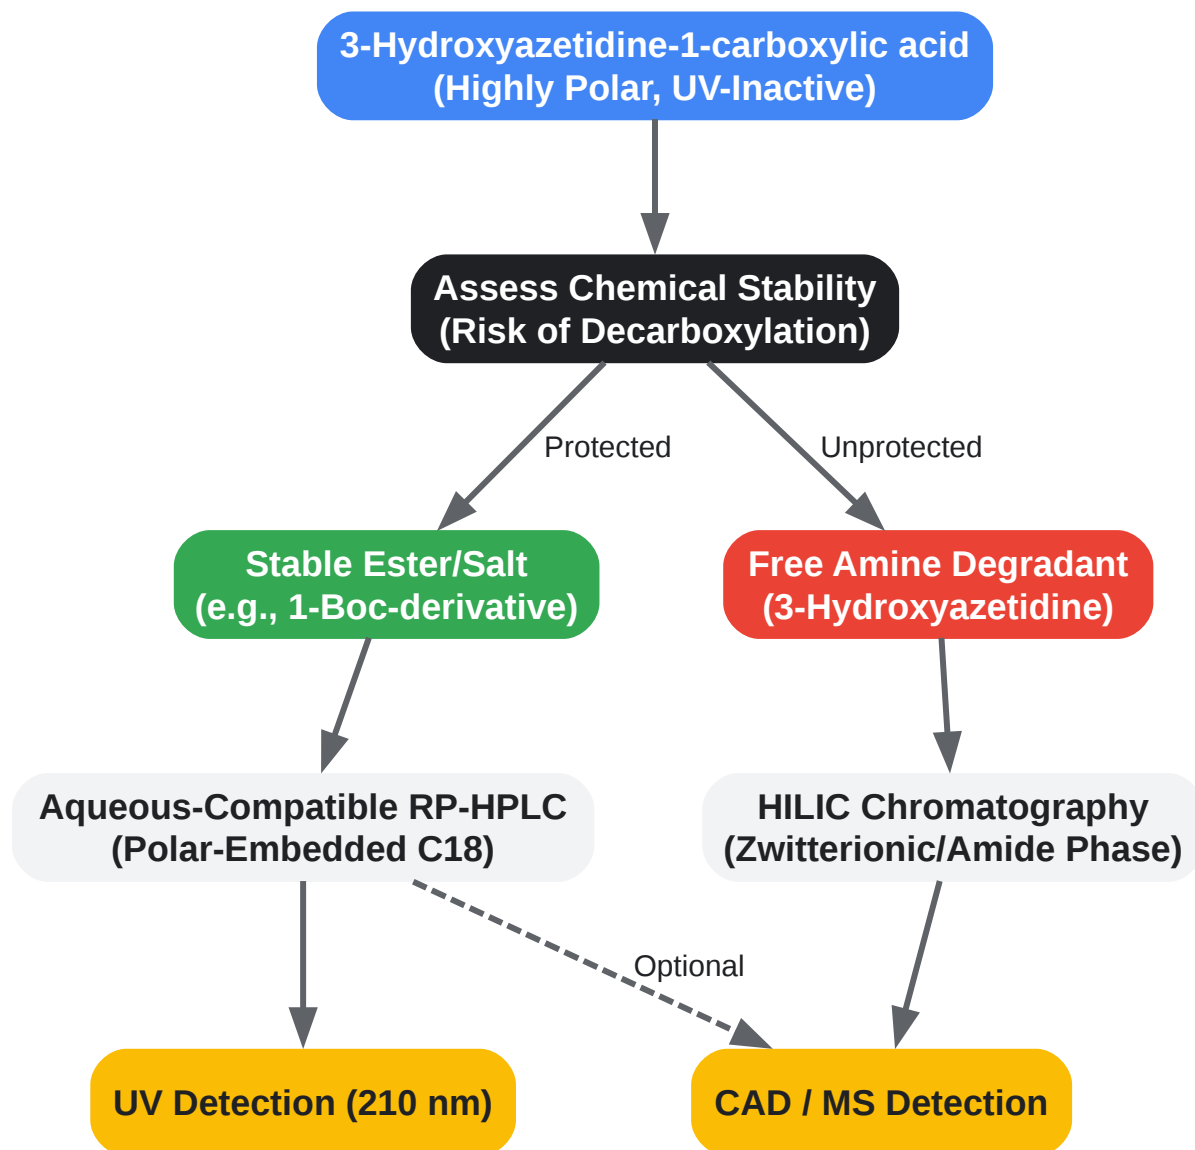 3-Hydroxyazetidine-1-carboxylic acid
(Highly Polar, UV-Inactive)
Assess Chemical Stability
(Risk of Decarboxylation)
Protected
Unprotected
Stable Ester/Salt
(e.g., 1-Boc-derivative)
Free Amine Degradant
(3-Hydroxyazetidine)
Aqueous-Compatible RP-HPLC
(Polar-Embedded C18)
HILIC Chromatography
(Zwitterionic/Amide Phase)
Optional
UV Detection (210 nm)
CAD / MS Detection